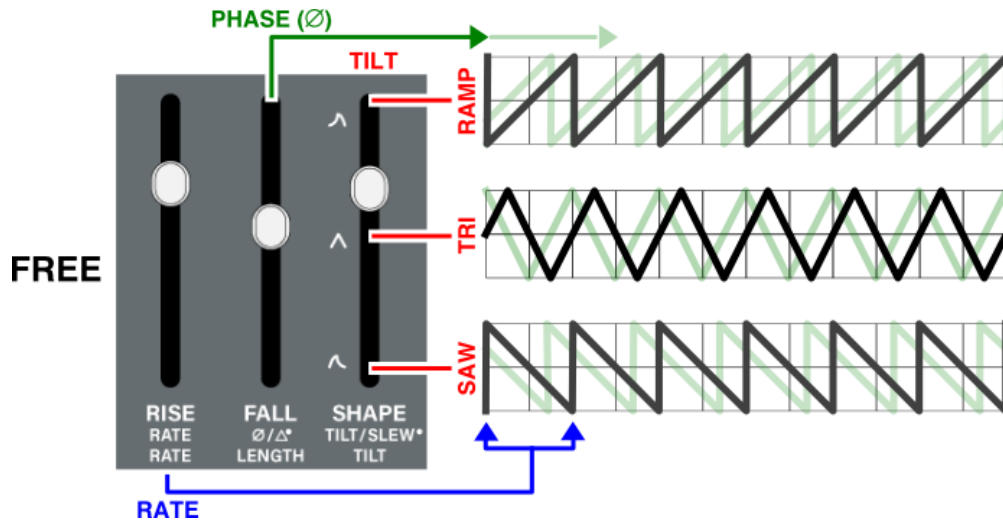 PHASE (∅)
TILT
RAMP
TRI
FREE
SAW
RISE FALL SHAPE
RATE ∅/△• TILT/SLEW•
RATE LENGTH TILT
RATE